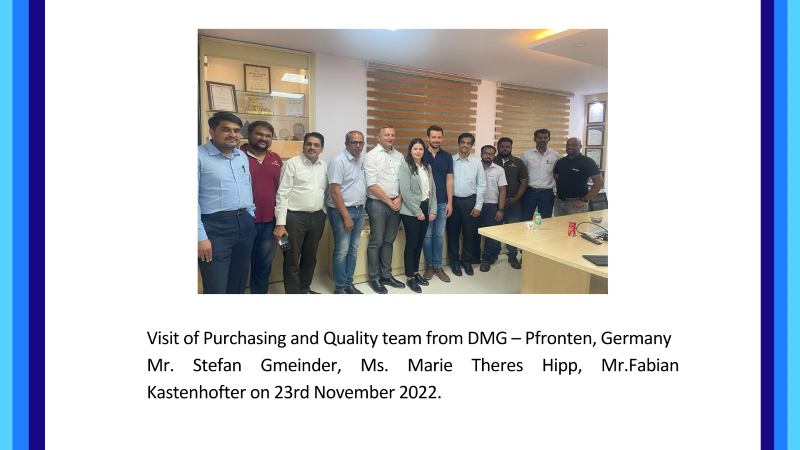 Visit of Purchasing and Quality team from DMG – Pfronten, Germany
Mr. Stefan Gmeinder, Ms. Marie Theres Hipp, Mr.Fabian
Kastenhofter on 23rd November 2022.